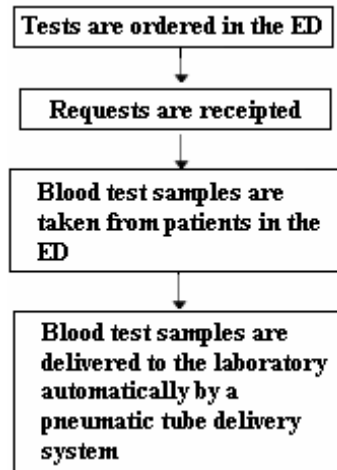 Tests are ordered in the ED
Requests are receipted
Blood test samples are
taken from patients in the
ED
Blood test samples are
delivered to the laboratory
automatically by a
pneumatic tube delivery
system